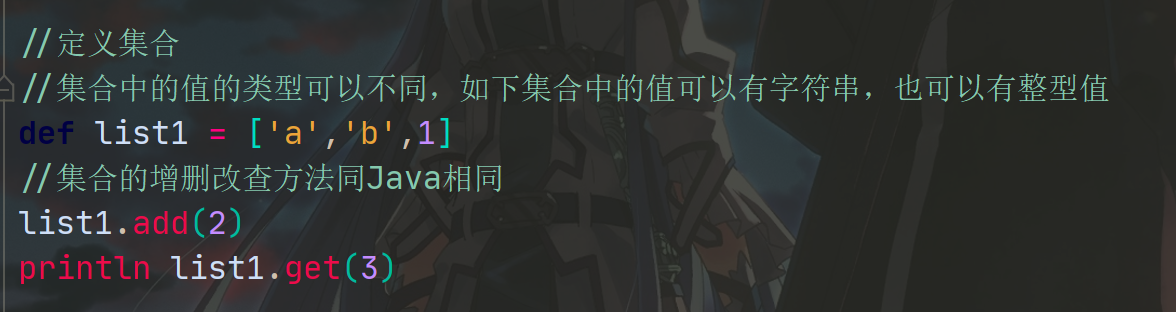 //定义集合
//集合中的值的类型可以不同，如下集合中的值可以有字符串，也可以有整型值
def list1 = ['a','b',1]
//集合的增删改查方法同Java相同
list1.add(2)
println list1.get(3)